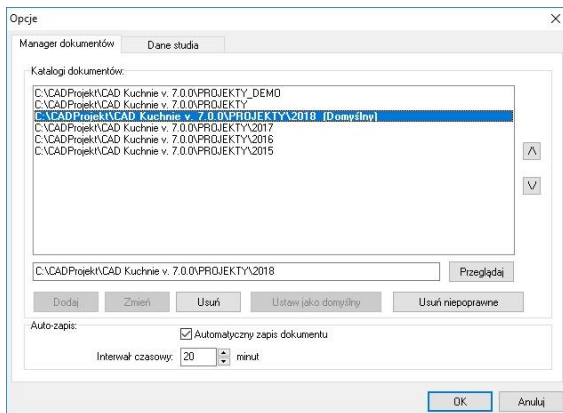 Opcje
Manager dokumentów
Dane studia
Katalogi dokumentów:
C:\CADProjekt\CAD Kuchnie v. 7.0.0\PROJEKTY_DEMO
C:\CADProjekt\CAD Kuchnie v. 7.0.0\PROJEKTY
C:\CADProjekt\CAD Kuchnie v. 7.0.0\PROJEKTY\2018 (Domyślny)
C:\CADProjekt\CAD Kuchnie v. 7.0.0\PROJEKTY\2017
C:\CADProjekt\CAD Kuchnie v. 7.0.0\PROJEKTY\2016
C:\CADProjekt\CAD Kuchnie v. 7.0.0\PROJEKTY\2015
/\
\/
C:\CADProjekt\CAD Kuchnie v. 7.0.0\PROJEKTY\2018
Przeglądaj
Dodaj
Zmień
Usuń
Ustaw jako domyślny
Usuń niepoprawne
Auto-zapis:
Automatyczny zapis dokumentu
Interwał czasowy: 20 minut
OK
Anuluj